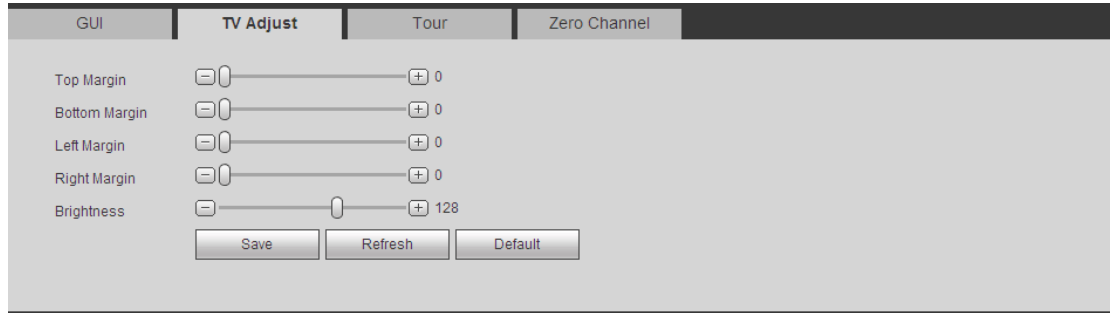 GUI TV Adjust Tour Zero Channel
Top Margin 0
Bottom Margin 0
Left Margin 0
Right Margin 0
Brightness 128
Save Refresh Default